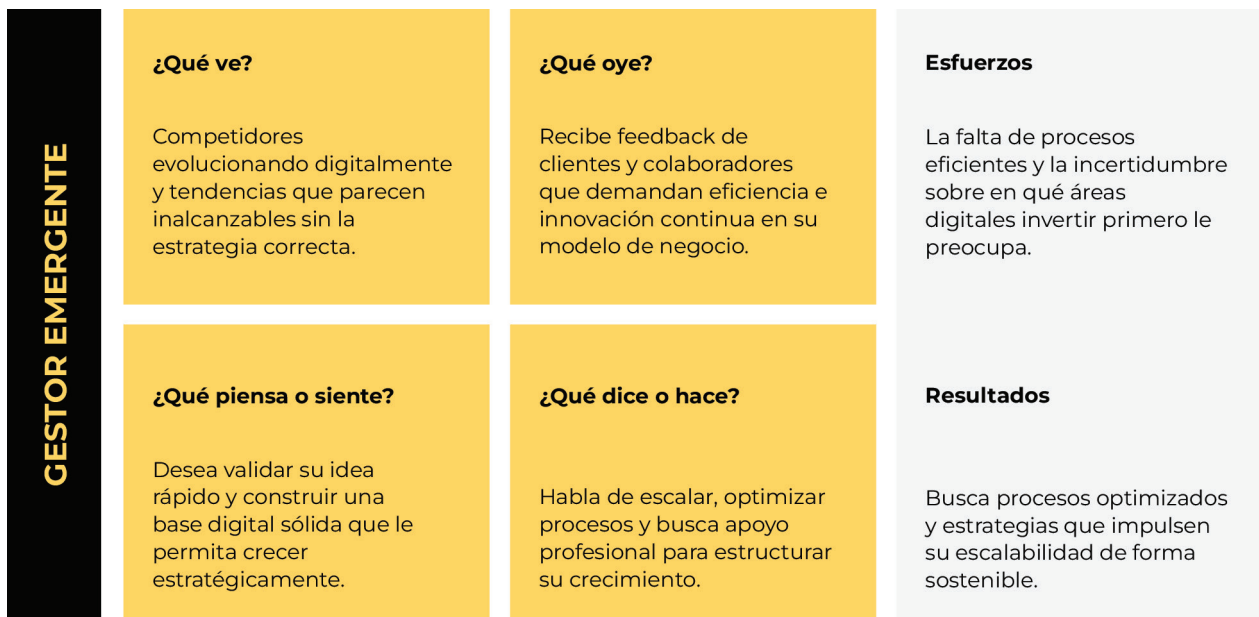 GESTOR EMERGENTE
¿Qué ve?
Competidores
evolucionando digitalmente
y tendencias que parecen
inalcanzables sin la
estrategia correcta.
¿Qué oye?
Recibe feedback de
clientes y colaboradores
que demandan eficiencia e
innovación continua en su
modelo de negocio.
Esfuerzos
La falta de procesos
eficientes y la incertidumbre
sobre en qué áreas
digitales invertir primero le
preocupa.
¿Qué piensa o siente?
Desea validar su idea
rápido y construir una
base digital sólida que le
permita crecer
estratégicamente.
¿Qué dice o hace?
Habla de escalar, optimizar
procesos y busca apoyo
profesional para estructurar
su crecimiento.
Resultados
Busca procesos optimizados
y estrategias que impulsen
su escalabilidad de forma
sostenible.